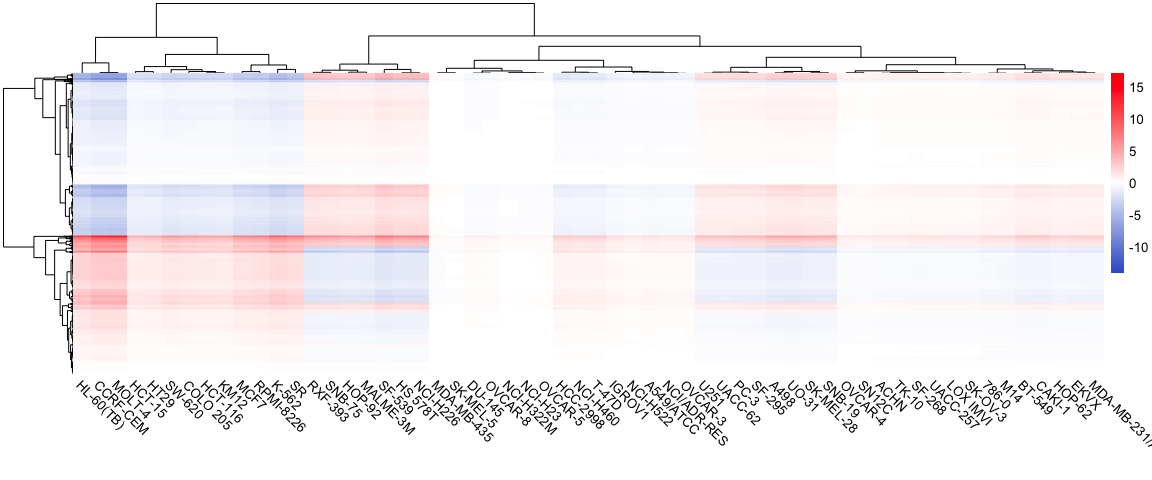 15
10
5
0
-5
-10
HL-60(TB)
CCRF-CEM
MOLT-4
HCT-15
HT29
SW-620
COLO 205
HCT-116
KM12
MCF7
RPMI-8226
K-562
SR
RXF-393
SNB-75
HOP-92
MALME-3M
SF-539
HS 578T
NCI-H226
MDA-MB-435
SK-MEL-5
DU-145
OVCAR-8
NCI-H322M
NCI-H23
OVCAR-5
HCC-2998
NCI-H460
T-47D
IGROV1
NCI-H522
A549/ATCC
NCI/ADR-RES
OVCAR-3
U251
UACC-62
PC-3
SF-295
A498
UO-31
SK-MEL-28
SNB-19
OVCAR-4
SN12C
ACHN
TK-10
SF-268
UACC-257
LOX IMVI
SK-OV-3
786-0
M14
BT-549
CAKI-1
HOP-62
EKVX
MDA-MB-231/